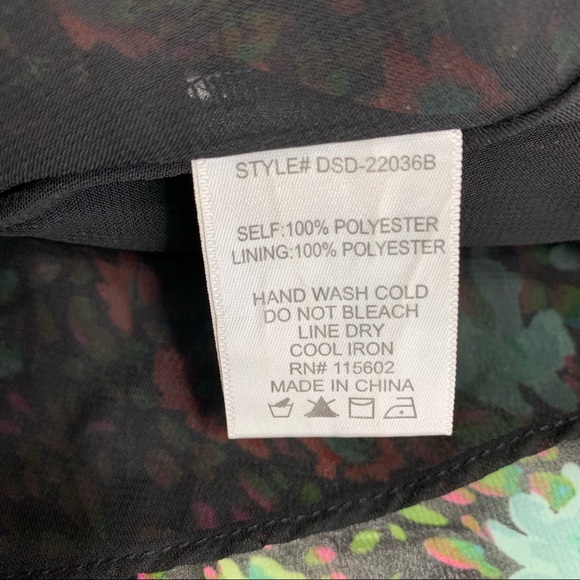 STYLE# DSD-22036B
SELF:100% POLYESTER
LINING:100% POLYESTER
HAND WASH COLD
DO NOT BLEACH
LINE DRY
COOL IRON
RN# 115602
MADE IN CHINA